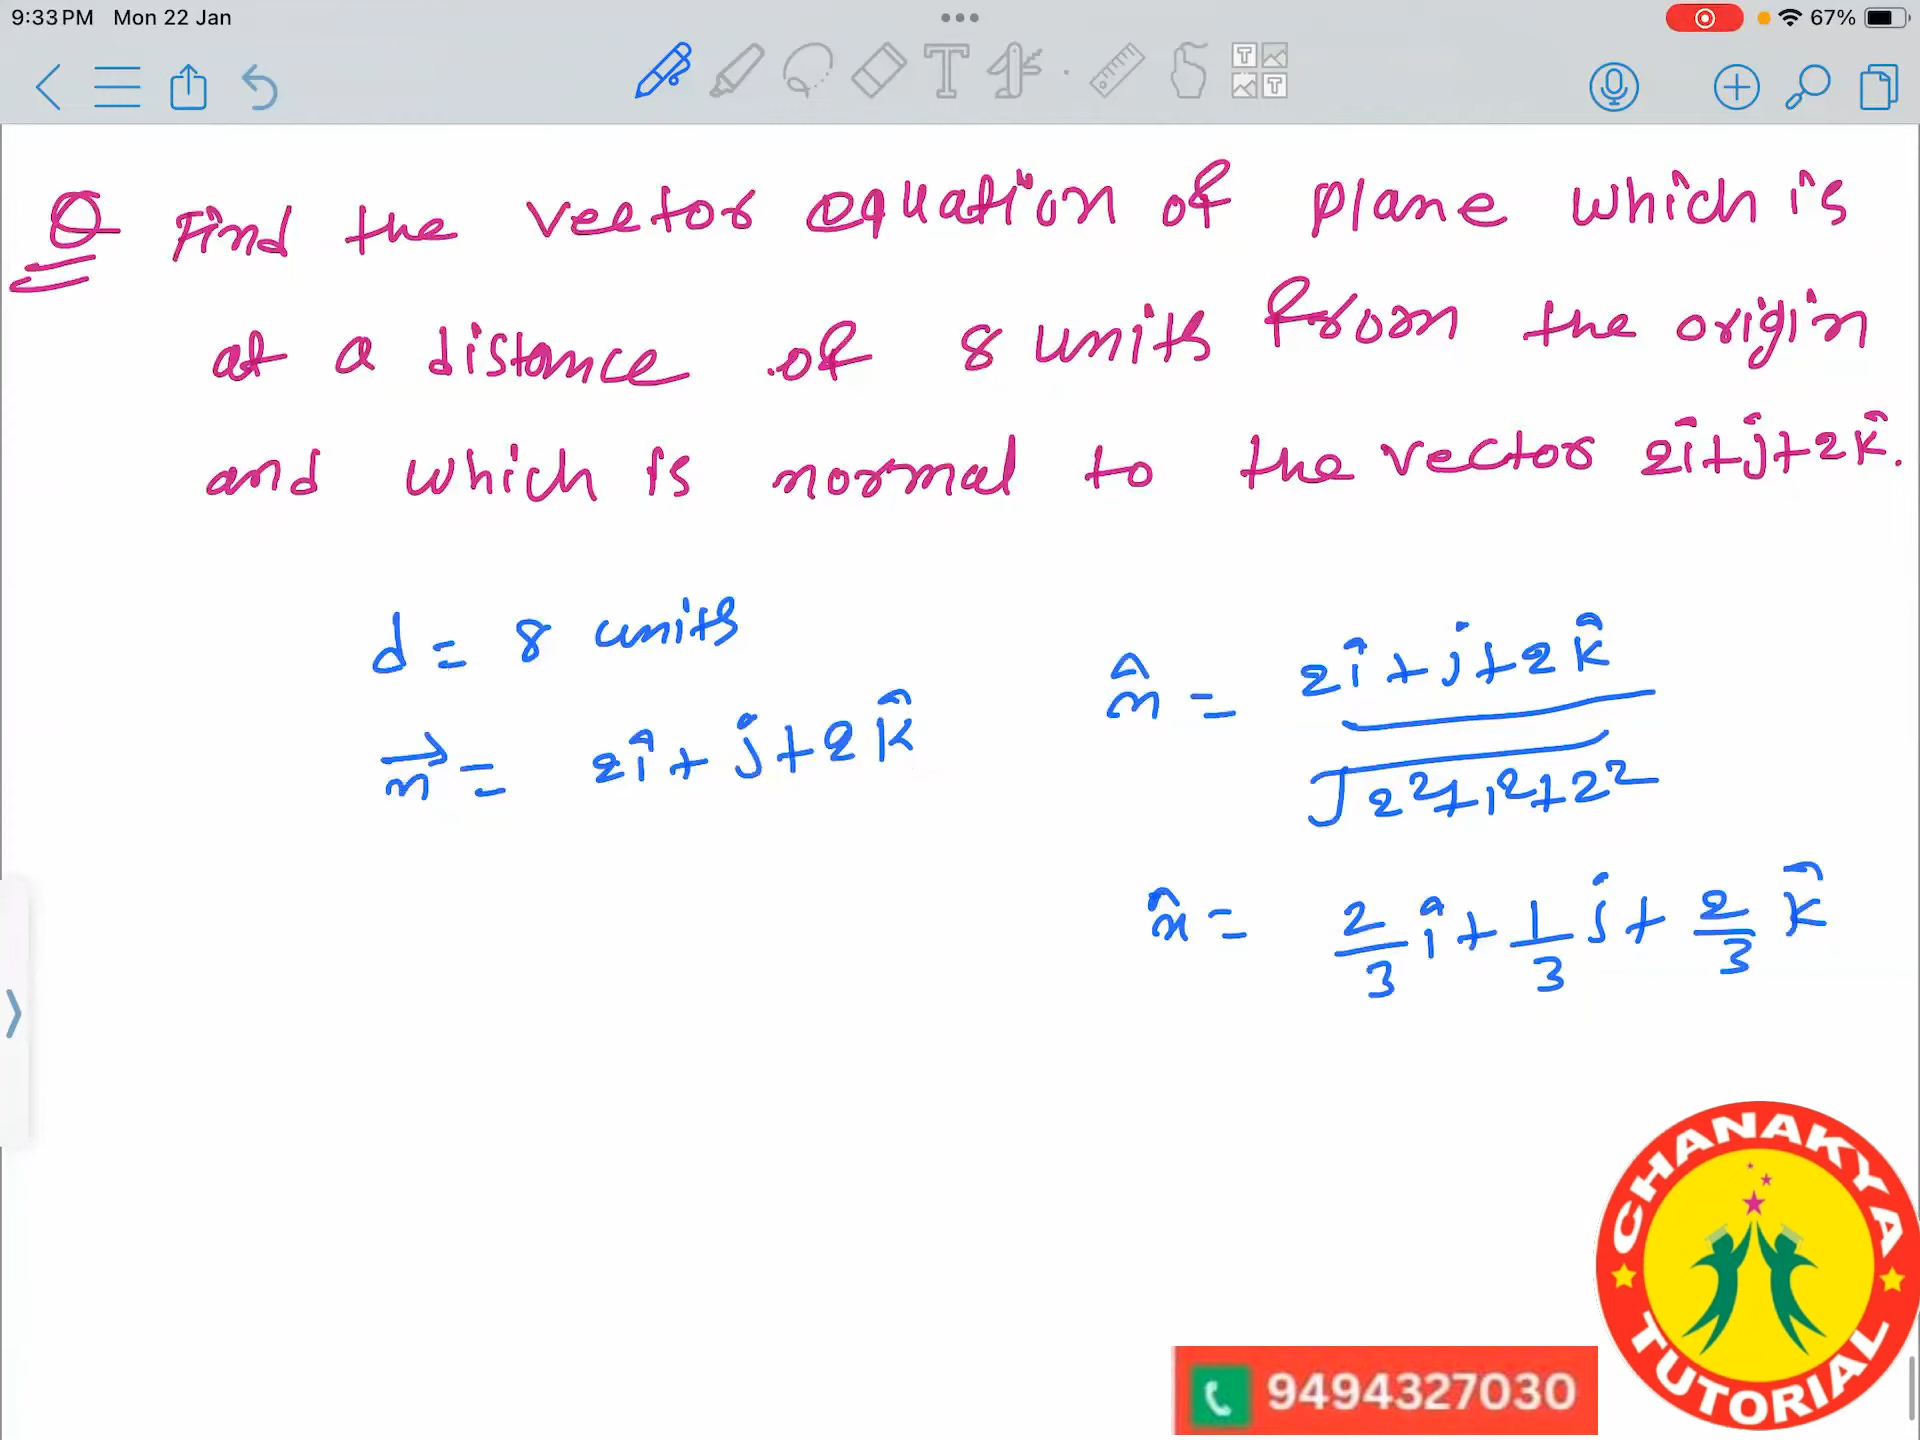 9:33 PM Mon 22 Jan
67%
Q Find the vector equation of plane which is
at a distance of 8 units from the origin
and which is normal to the vector 2î+ĵ+2k̂.
d = 8 units
n⃗ = 2î + j + 2k̂
n̂ = 2î + j + 2k̂
√2²+1²+2²
n̂ = 2/3 î + 1/3 j + 2/3 k̂
CHANAKYA
TUTORIAL
9494327030